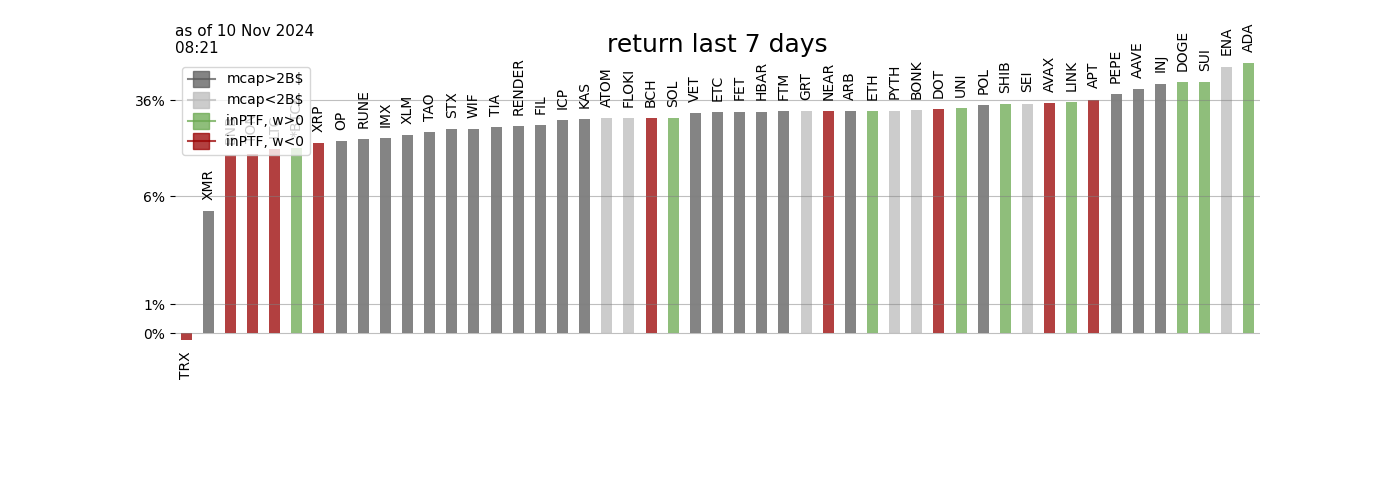 as of 10 Nov 2024
08:21
return last 7 days
mcap>2B$
mcap<2B$
inPTF, w>0
inPTF, w<0
36%
6%
1%
0%
TRX
XMR
XRP
OP
RUNE
IMX
XLM
TAO
STX
WIF
TIA
RENDER
FIL
ICP
KAS
ATOM
FLOKI
BCH
SOL
VET
ETC
FET
HBAR
FTM
GRT
NEAR
ARB
ETH
PYTH
BONK
DOT
UNI
POL
SHIB
SEI
AVAX
LINK
APT
PEPE
AAVE
INJ
DOGE
SUI
ENA
ADA